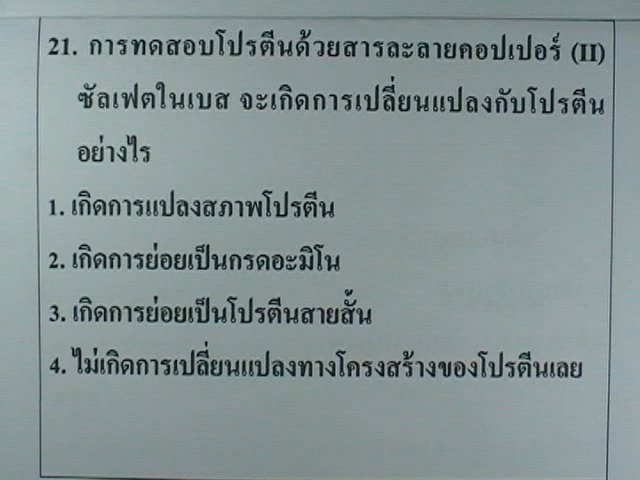 21. การทดสอบโปรตีนด้วยสารละลายคอปเปอร์ (II)
ซัลเฟตในเบส จะเกิดการเปลี่ยนแปลงกับโปรตีน
อย่างไร
1. เกิดการแปลงสภาพโปรตีน
2. เกิดการย่อยเป็นกรดอะมิโน
3. เกิดการย่อยเป็นโปรตีนสายสั้น
4. ไม่เกิดการเปลี่ยนแปลงทางโครงสร้างของโปรตีนเลย